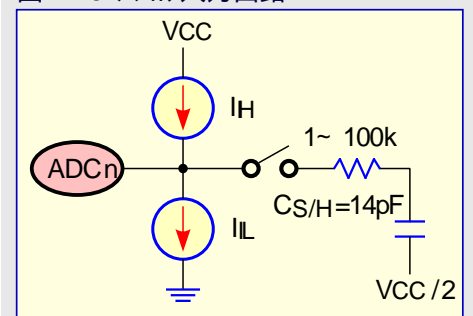 VCC
IH
1~ 100k
ADCn
CS/H=14pF
IIL
VCC /2